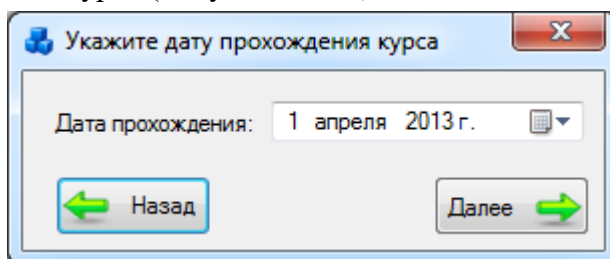 Укажите дату прохождения курса
Дата прохождения: 1 апреля 2013 г.
Назад
Далее